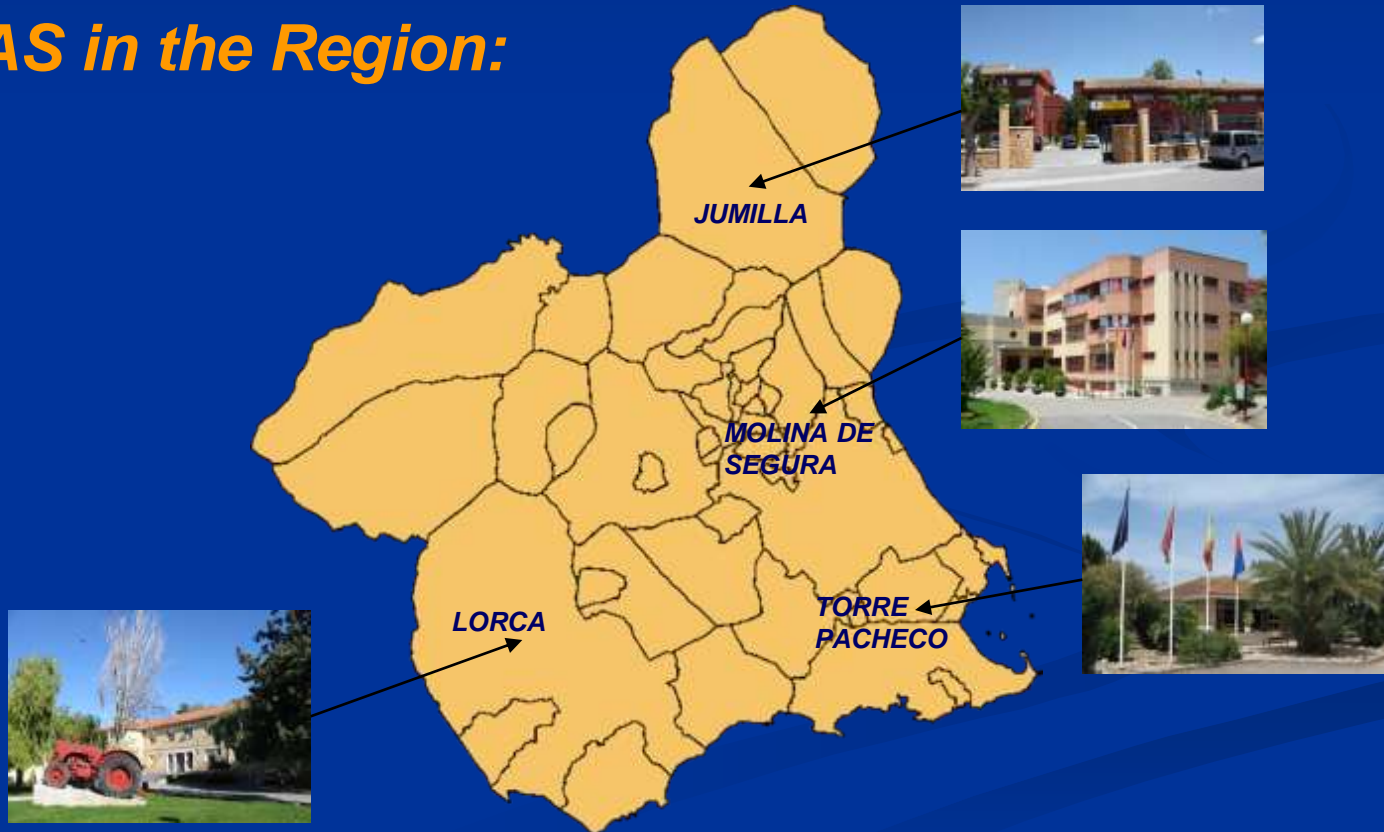 AS in the Region:
JUMILLA
MOLINA DE
SEGURA
TORRE
PACHECO
LORCA